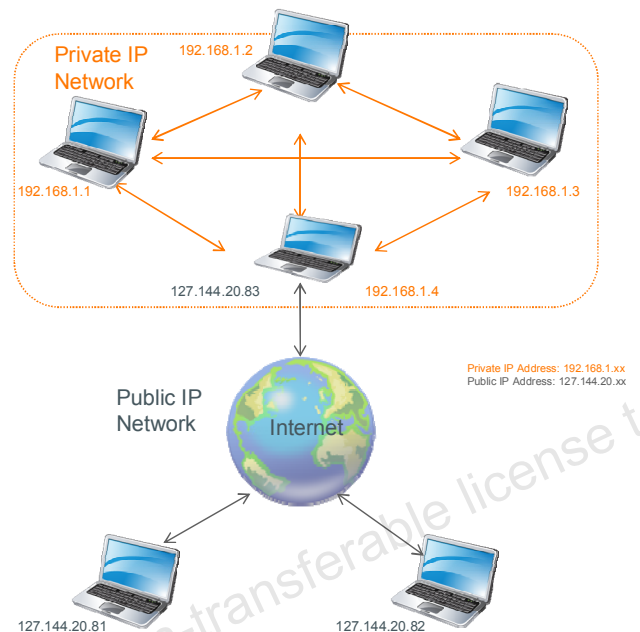 Private IP
Network
192.168.1.2
192.168.1.1
192.168.1.3
127.144.20.83
192.168.1.4
Private IP Address: 192.168.1.xx
Public IP Address: 127.144.20.xx
Public IP
Network
Internet
-transferable license t
127.144.20.81
127.144.20.82